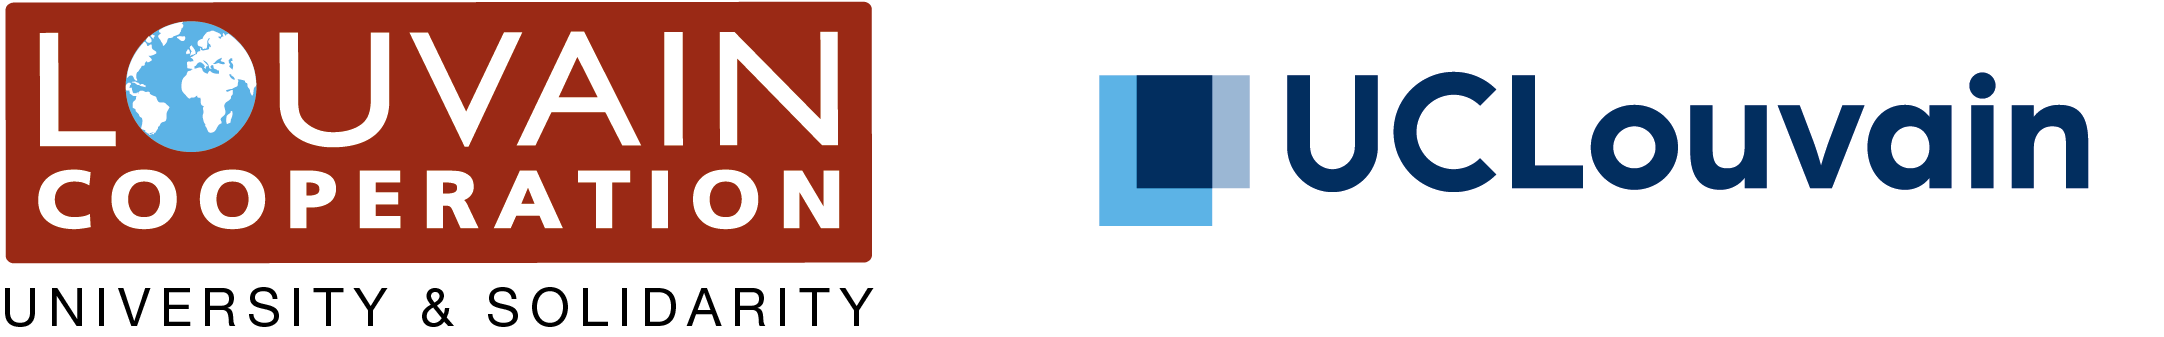 LOUVAIN
COOPERATION
UNIVERSITY & SOLIDARITY
UCLouvain